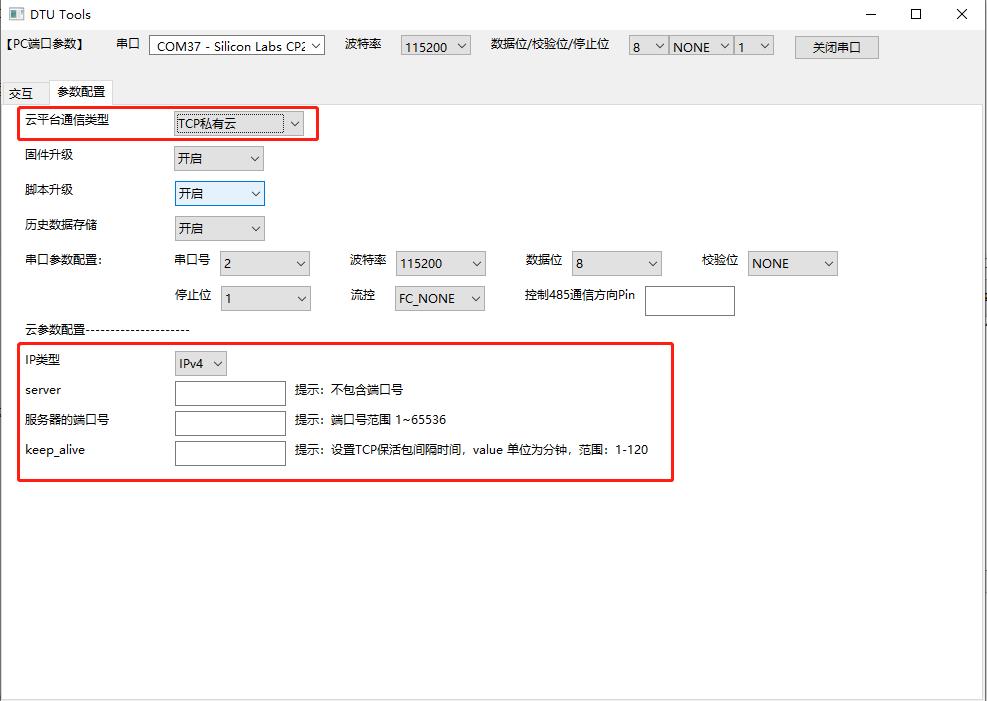 DTU Tools
【PC端口参数】 串口 COM37 - Silicon Labs CP2 波特率 115200 数据位/校验位/停止位 8 NONE 1 关闭串口
交互 参数配置
云平台通信类型 TCP私有云
固件升级 开启
脚本升级 开启
历史数据存储 开启
串口参数配置: 串口号 2 波特率 115200 数据位 8 校验位 NONE
停止位 1 流控 FC_NONE 控制485通信方向Pin
云参数配置---------------------
IP类型 IPv4
server 提示：不包含端口号
服务器的端口号 提示：端口号范围 1~65536
keep_alive 提示：设置TCP保活包间隔时间，value 单位为分钟，范围：1-120